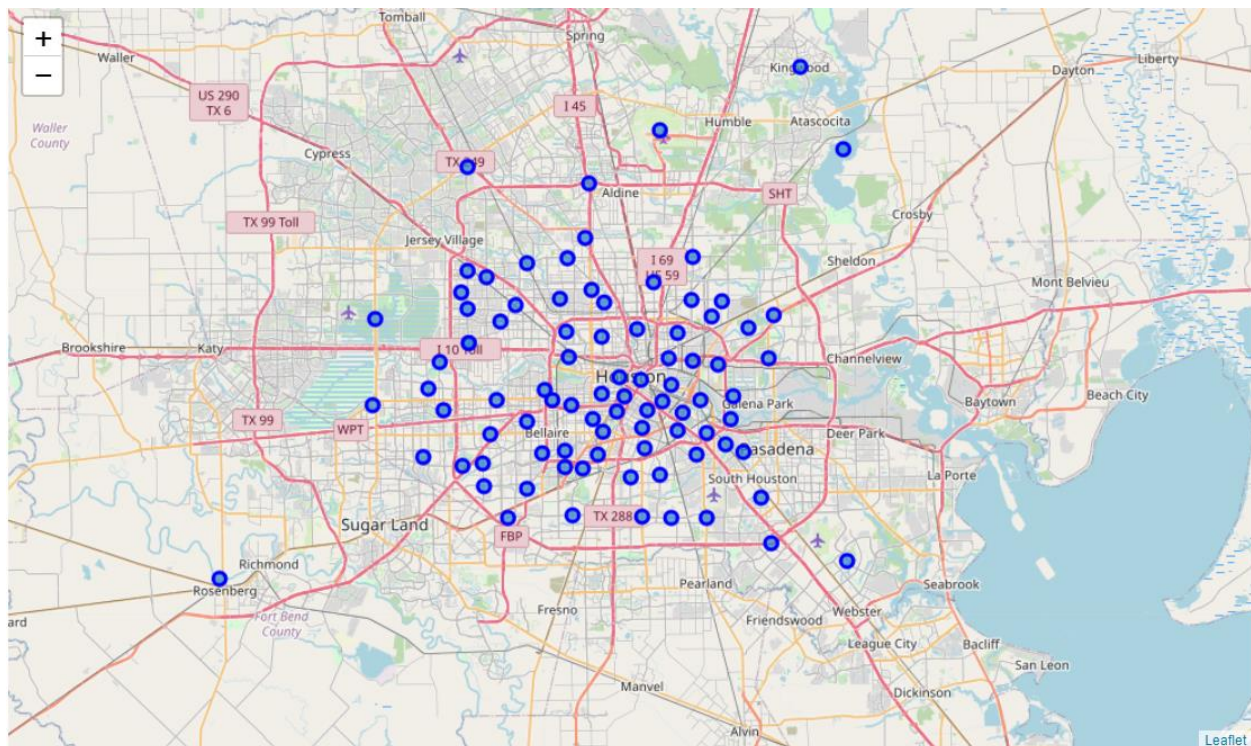 +
−
Tomball
Spring
Waller
US 290
TX 6
Waller
County
Cypress
TX 249
I 45
Humble
Kingwood
Atascocita
Dayton
Liberty
Aldine
SHT
TX 99 Toll
Jersey Village
I 69
US 59
Crosby
Sheldon
Mont Belvieu
Brookshire
Katy
I 10 Toll
Channelview
Houston
TX 99
WPT
Bellaire
Galena Park
Deer Park
Baytown
Beach City
Pasadena
La Porte
South Houston
Sugar Land
FBP
TX 288
Richmond
Rosenberg
Fort Bend
County
Pearland
Seabrook
ard
Fresno
Friendswood
Webster
League City
Bacliff
San Leon
Manvel
Dickinson
Alvin
Leaflet